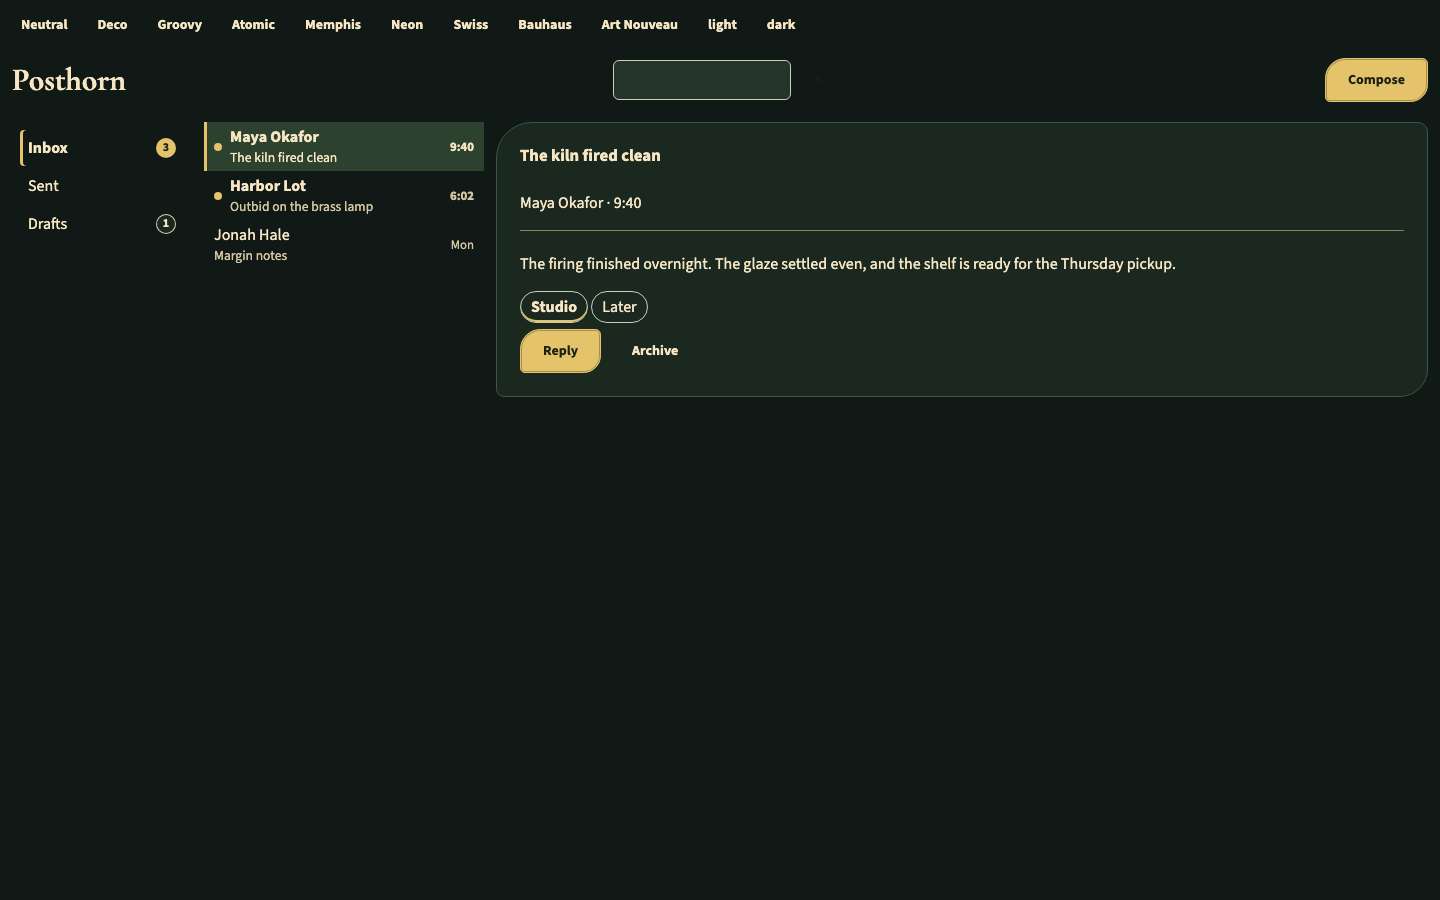 Neutral Deco Groovy Atomic Memphis Neon Swiss Bauhaus Art Nouveau light dark
Posthorn
Compose
Inbox 3
Sent
Drafts 1
Maya Okafor 9:40
The kiln fired clean
Harbor Lot 6:02
Outbid on the brass lamp
Jonah Hale Mon
Margin notes
The kiln fired clean
Maya Okafor · 9:40
The firing finished overnight. The glaze settled even, and the shelf is ready for the Thursday pickup.
Studio Later
Reply Archive